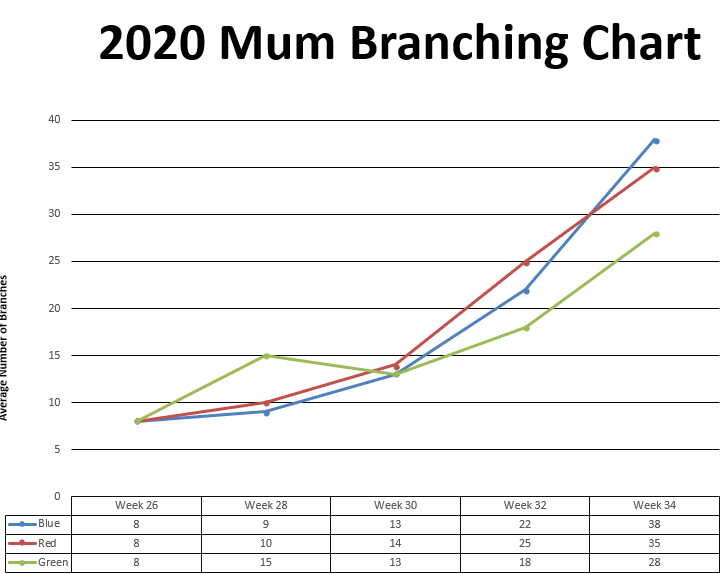 2020 Mum Branching Chart
40
35
30
25
20
15
10
5
0
Average Number of Branches
Week 26 Week 28 Week 30 Week 32 Week 34
Blue 8 9 13 22 38
Red 8 10 14 25 35
Green 8 15 13 18 28